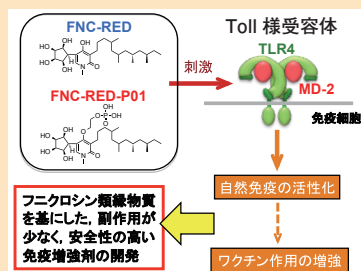 FNC-RED
FNC-RED-P01
刺激
Toll 様受容体
TLR4
MD-2
免疫細胞
自然免疫の活性化
ワクチン作用の増強
フニクロシン類縁物質
を基にした，副作用が
少なく，安全性の高い
免疫増強剤の開発